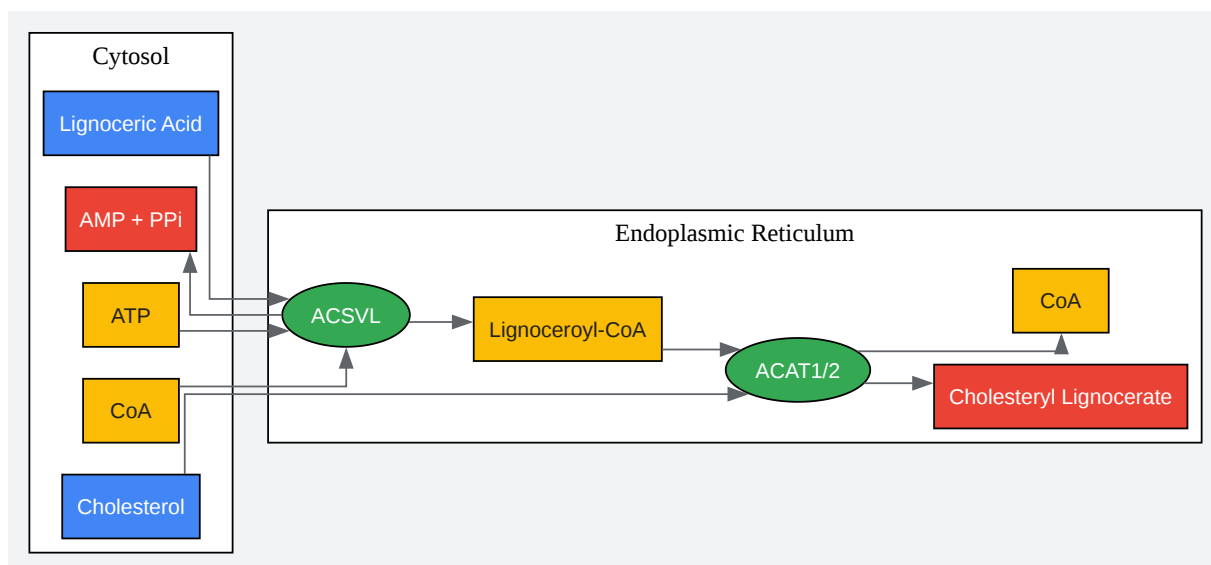 Cytosol
Lignoceric Acid
AMP + PPi
ATP
CoA
Cholesterol
Endoplasmic Reticulum
ACSVL
Lignoceroyl-CoA
ACAT1/2
CoA
Cholesteryl Lignocerate